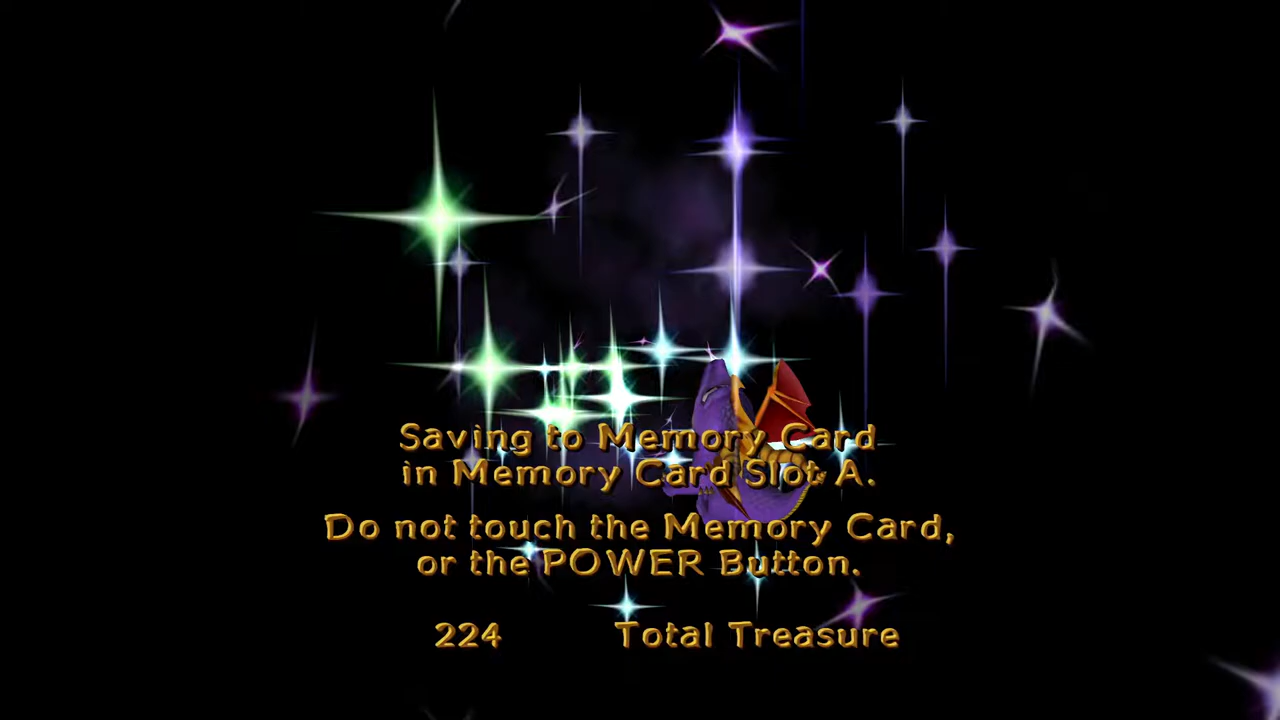 Saving to Memory Card
in Memory Card Slot A.
Do not touch the Memory Card,
or the POWER Button.
224 Total Treasure